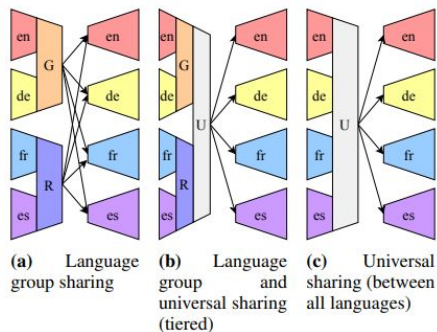 en en en en en en
G G
de de de de de de
U U
fr fr fr fr fr fr
R R
es es es es es es
(a) Language
group sharing
(b) Language
group and
universal sharing
(tiered)
(c) Universal
sharing (between
all languages)